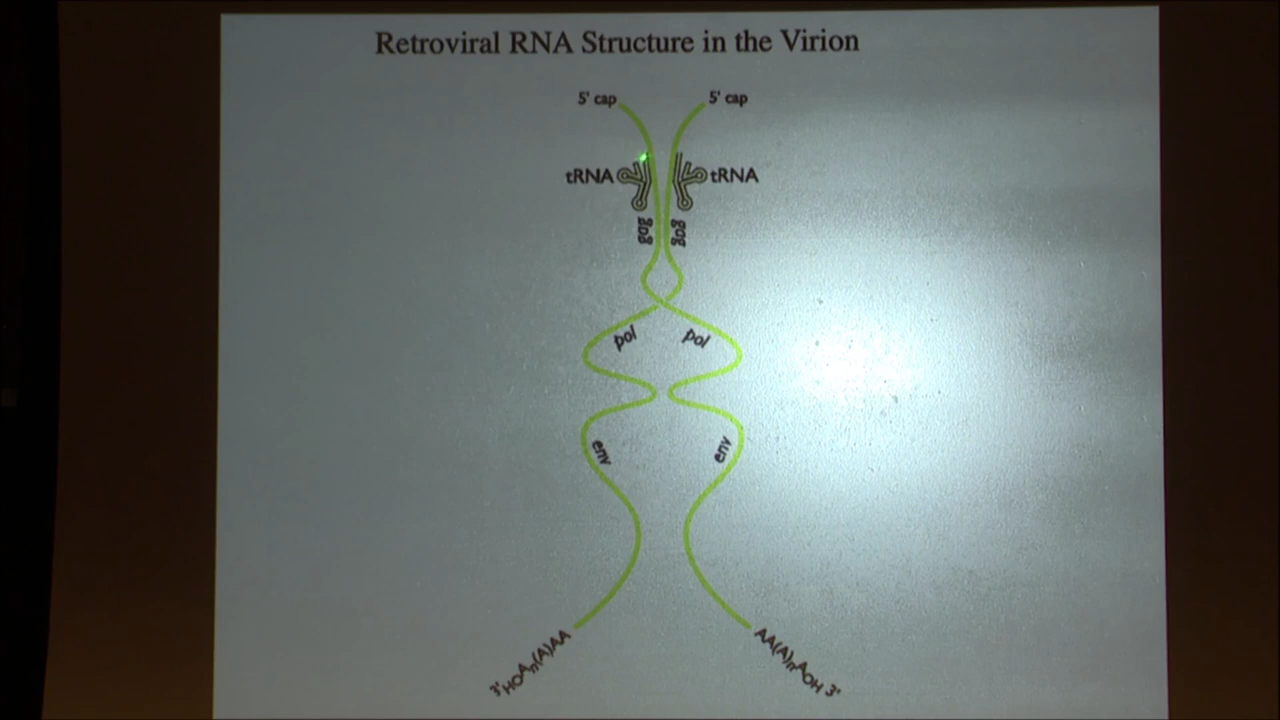 Retroviral RNA Structure in the Virion
5' cap 5' cap
tRNA tRNA
gag gag
pol pol
env env
3'HOAn(A)AA AA(A)nAOH 3'